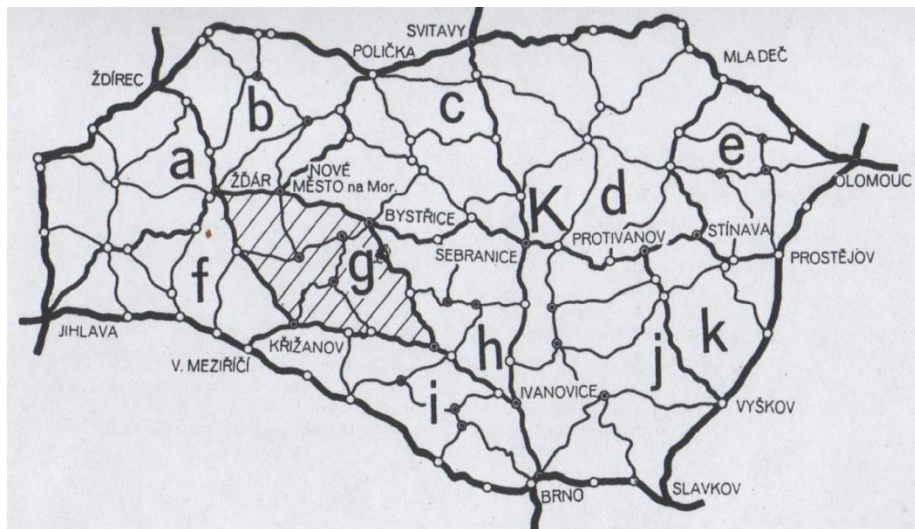 SVITAVY
POLIČKA
MLADEČ
ŽDÍREC
b
c
e
a
NOVÉ
MĚSTO na Mor.
ŽĎÁR
OLOMOUC
K
d
BYSTŘICE
STÍNAVA
PROTIVANOV
SEBRANICE
PROSTĚJOV
f
g
JIHLAVA
h
j
k
KŘIŽANOV
V. MEZIŘÍČÍ
i
IVANOVICE
VYŠKOV
BRNO
SLAVKOV